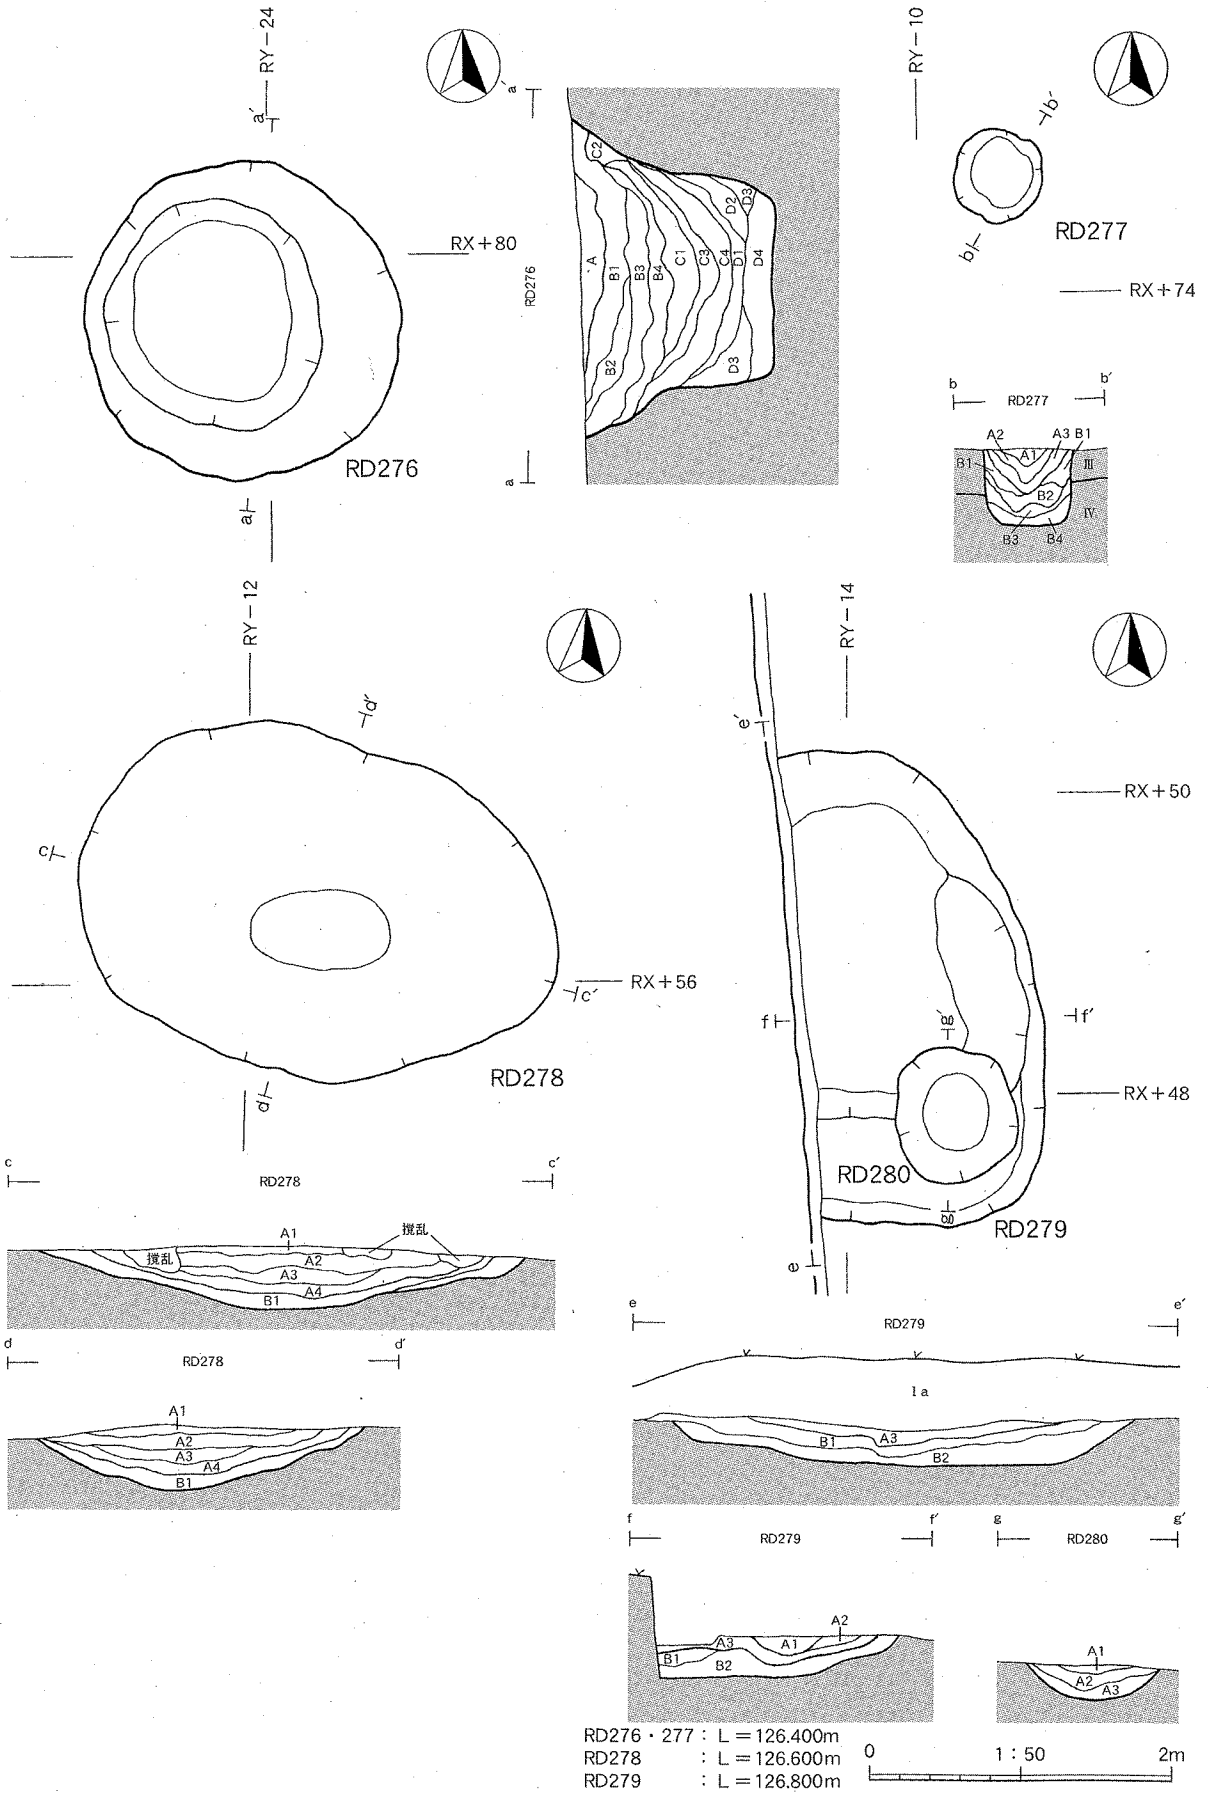 RY−24
a′
RX+80
RD276
a
a′
RD276
a
C2
A
B1
B2
B3
B4
C1
C3
C4
D1
D2
D3
D4
D3
RY−10
b′
b
RD277
RX+74
b
RD277
b′
A2
A1
A3
B1
B1
B2
B3
B4
III
IV
RY−12
d′
c
c′
RX+56
RD278
d
c
RD278
c′
A1
撹乱
撹乱
A2
A3
A4
B1
d
RD278
d′
A1
A2
A3
A4
B1
RY−14
e′
RX+50
f
f′
g′
RX+48
RD280
g
RD279
e
e
RD279
e′
Ia
B1
A3
B2
f
RD279
f′
A3
A1
A2
B1
B2
g
RD280
g′
A1
A2
A3
RD276・277 : L＝126.400m
RD278 : L＝126.600m
RD279 : L＝126.800m
0
1 : 50
2m